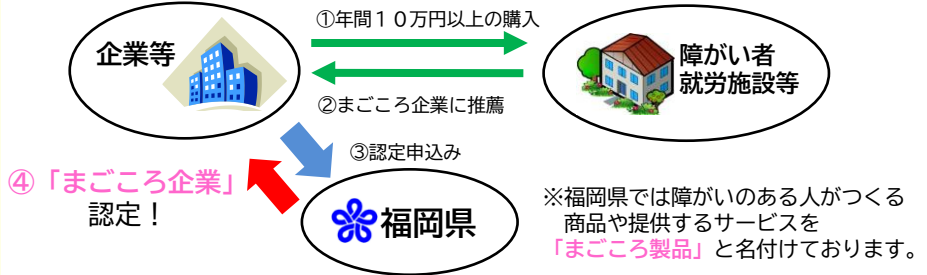 ①年間１０万円以上の購入
企業等
障がい者
就労施設等
②まごころ企業に推薦
③認定申込み
④「まごころ企業」
認定！
福岡県
※福岡県では障がいのある人がつくる
商品や提供するサービスを
「まごころ製品」と名付けております。